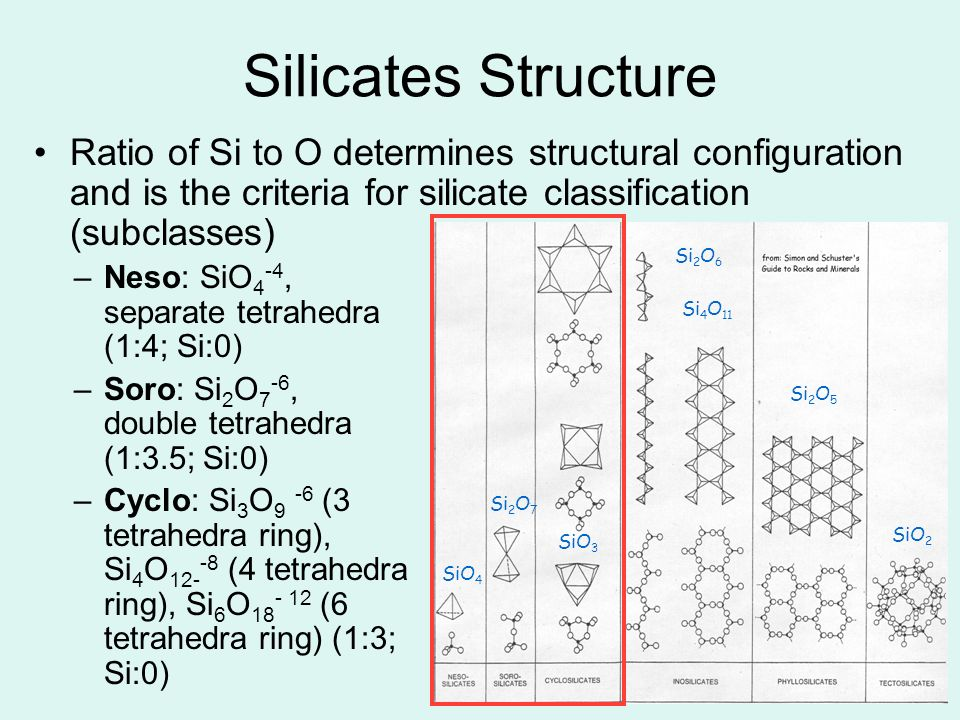 Silicates Structure
• Ratio of Si to O determines structural configuration
and is the criteria for silicate classification
(subclasses)
– Neso: SiO₄⁻⁴,
separate tetrahedra
(1:4; Si:0)
– Soro: Si₂O₇⁻⁶,
double tetrahedra
(1:3.5; Si:0)
– Cyclo: Si₃O₉ ⁻⁶ (3
tetrahedra ring),
Si₄O₁₂₋⁻⁸ (4 tetrahedra
ring), Si₆O₁₈⁻ ¹² (6
tetrahedra ring) (1:3;
Si:0)
Si₂O₆
from: Simon and Schuster's
Guide to Rocks and Minerals
Si₄O₁₁
Si₂O₅
Si₂O₇
SiO₃
SiO₂
SiO₄
NESO-
SILICATES
SORO-
SILICATES
CYCLOSILICATES
INOSILICATES
PHYLLOSILICATES
TECTOSILICATES